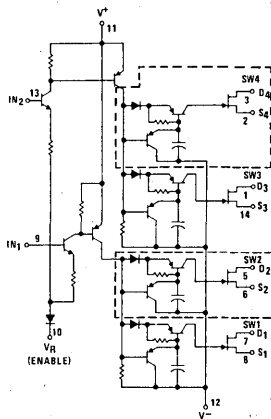 V+
11
SW4
13
IN2
3
D4
2
S4
SW3
1
D3
14
S3
IN1
9
SW2
5
D2
6
S2
10
VR
(ENABLE)
SW1
7
D1
8
S1
12
V−